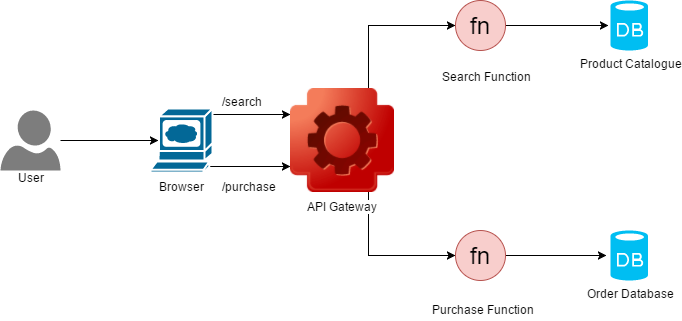 fn
DB
Search Function
Product Catalogue
/search
User
Browser
/purchase
API Gateway
fn
DB
Purchase Function
Order Database